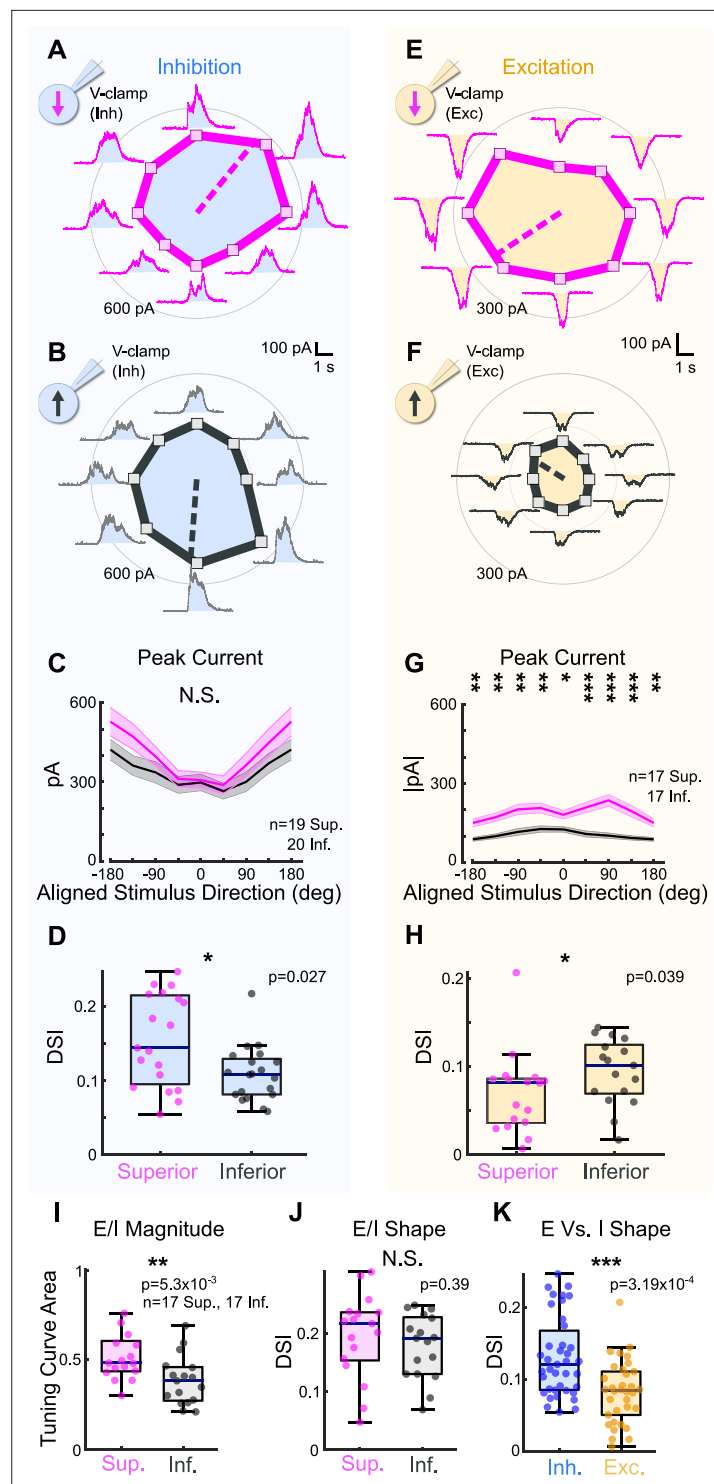 A
Inhibition
V-clamp
(Inh)
600 pA
B
V-clamp
(Inh)
100 pA
1 s
600 pA
C
Peak Current
N.S.
600
300
0
pA
n=19 Sup.
20 Inf.
-180
-90
0
90
180
Aligned Stimulus Direction (deg)
D
*
p=0.027
0.2
0.1
0
DSI
Superior
Inferior
E
Excitation
V-clamp
(Exc)
300 pA
F
V-clamp
(Exc)
100 pA
1 s
300 pA
G
Peak Current
** ** ** ** * *** *** *** **
600
300
0
|pA|
n=17 Sup.
17 Inf.
-180
-90
0
90
180
Aligned Stimulus Direction (deg)
H
*
p=0.039
0.2
0.1
0
DSI
Superior
Inferior
I
E/I Magnitude
**
p=5.3x10⁻³
n=17 Sup., 17 Inf.
1
0.5
0
Tuning Curve Area
Sup.
Inf.
J
E/I Shape
N.S.
p=0.39
0.2
0.1
0
DSI
Sup.
Inf.
K
E Vs. I Shape
***
p=3.19x10⁻⁴
0.2
0.1
0
DSI
Inh.
Exc.